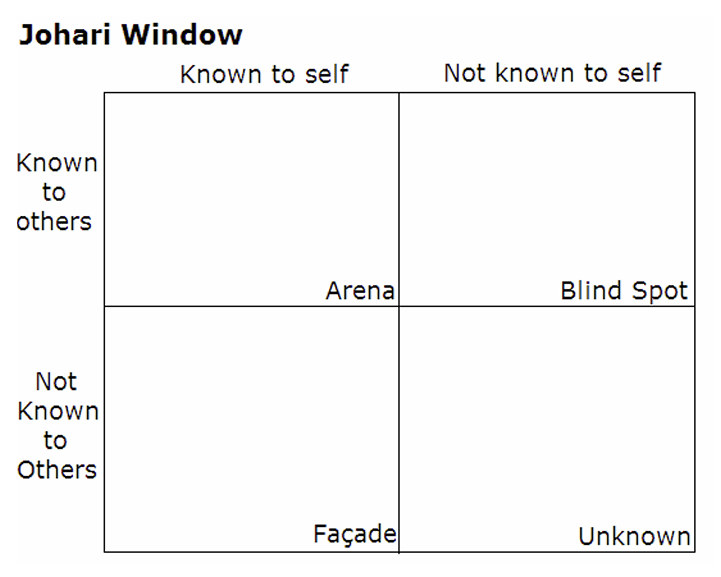 Johari Window
Known to self
Not known to self
Known
to
others
Arena
Blind Spot
Not
Known
to
Others
Façade
Unknown